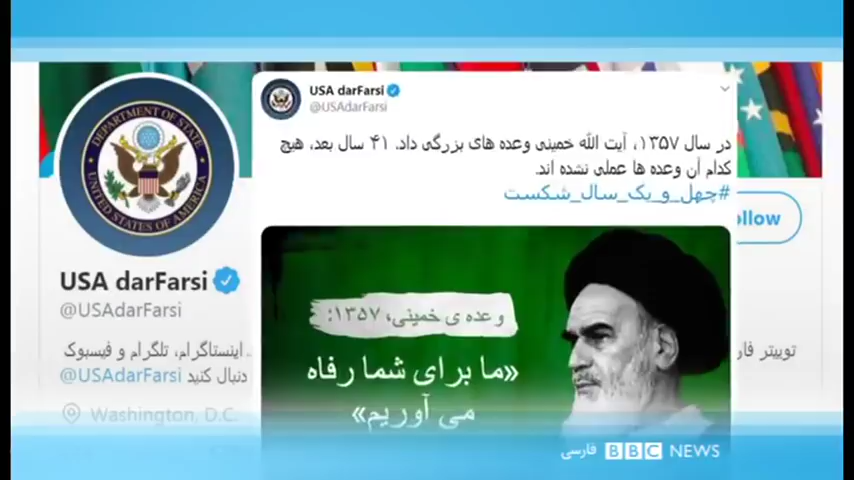 DEPARTMENT OF STATE
UNITED STATES OF AMERICA
USA darFarsi
@USAdarFarsi
در سال ۱۳۵۷، آیت الله خمینی وعده های بزرگی داد. ۴۱ سال بعد، هیچ
کدام آن وعده ها عملی نشده اند.
#چهل_و_یک_سال_شکست
وعده ی خمینی، ۱۳۵۷:
«ما برای شما رفاه
می آوریم»
USA darFarsi
@USAdarFarsi
توییتر
اینستاگرام، تلگرام و فیسبوک
@USAdarFarsi دنبال کنید
Washington, D.C.
ollow
BBC NEWS فارسی